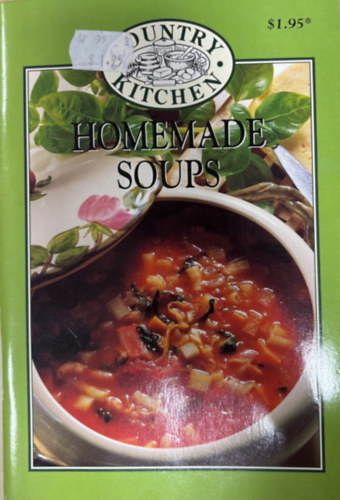 $1.95*
COUNTRY
KITCHEN
HOMEMADE
SOUPS